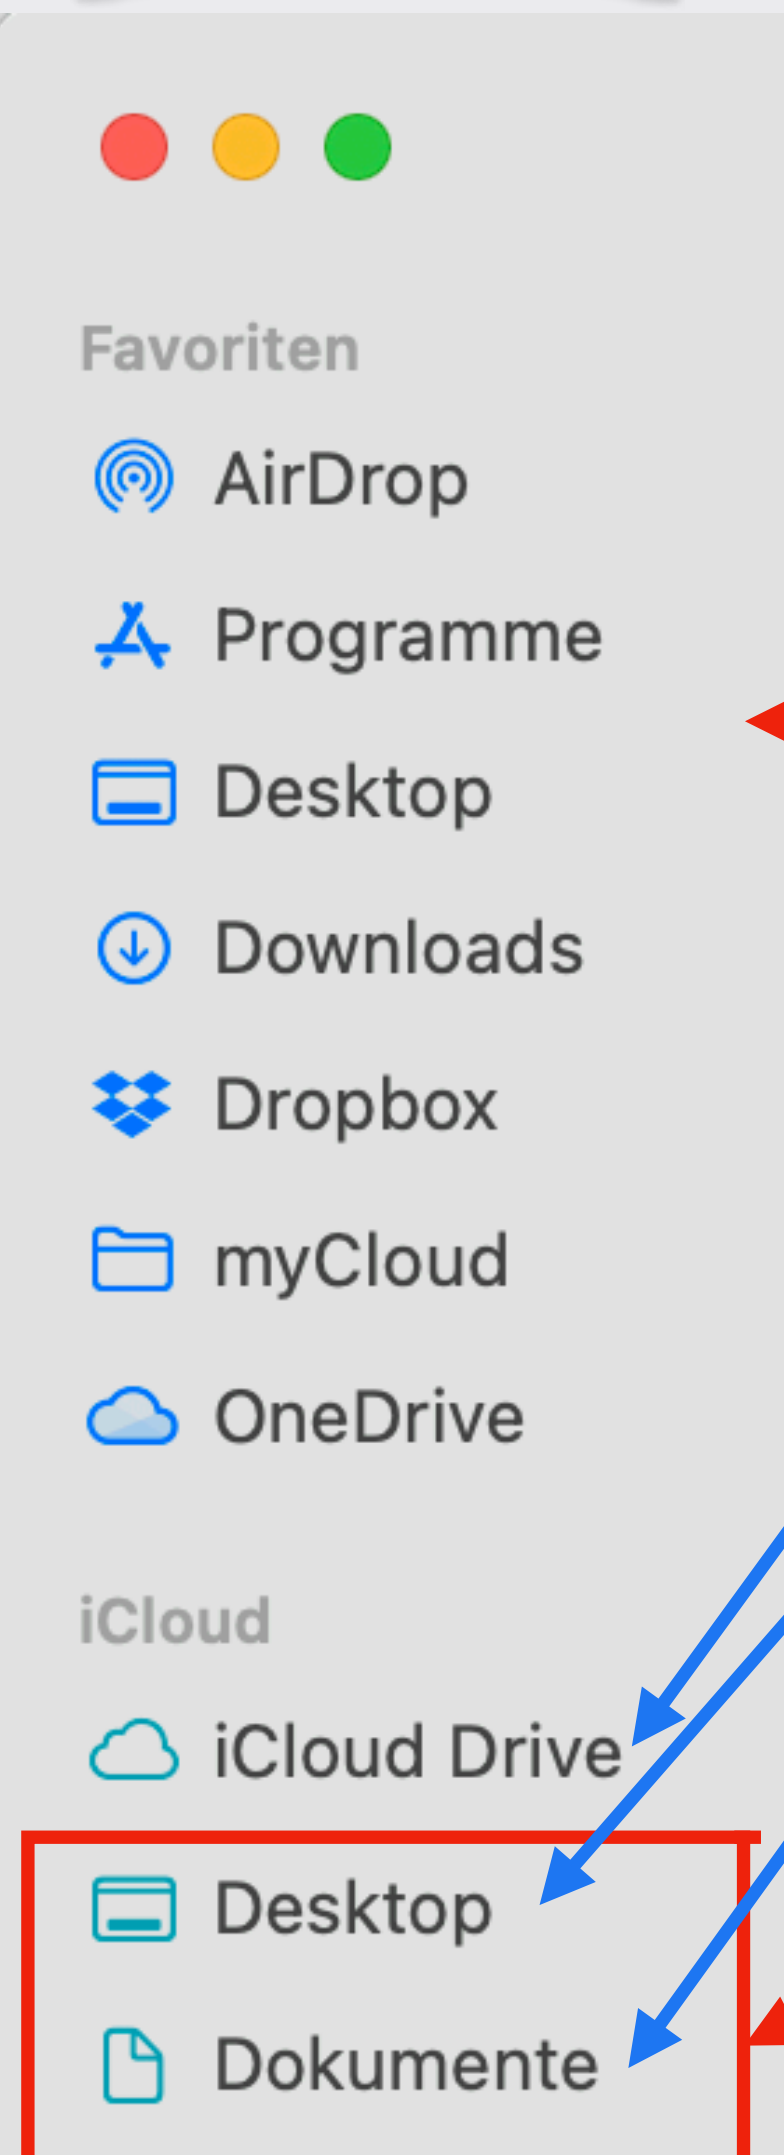 Favoriten
AirDrop
Programme
Desktop
Downloads
Dropbox
myCloud
OneDrive
iCloud
iCloud Drive
Desktop
Dokumente